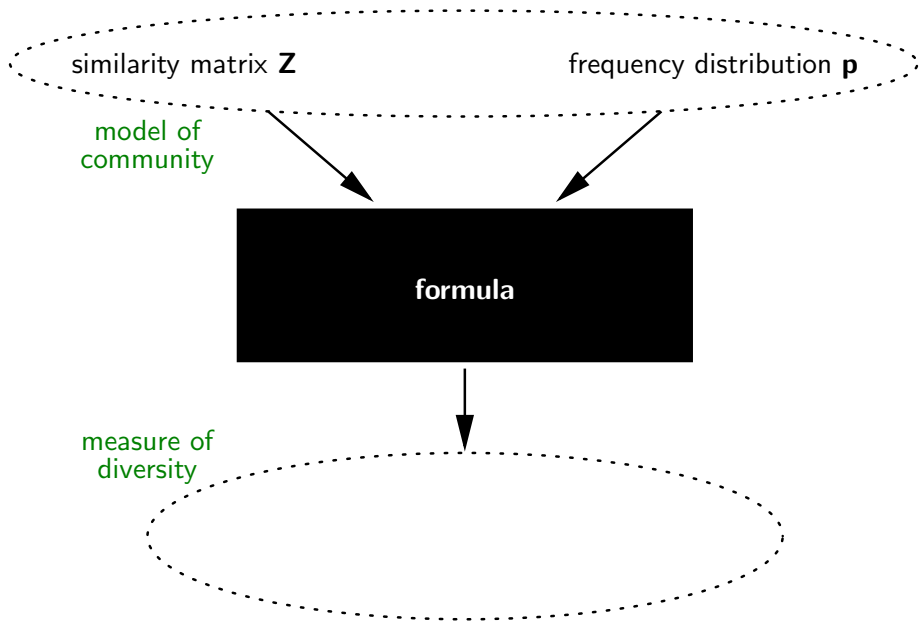 similarity matrix Z
frequency distribution p
model of
community
formula
measure of
diversity